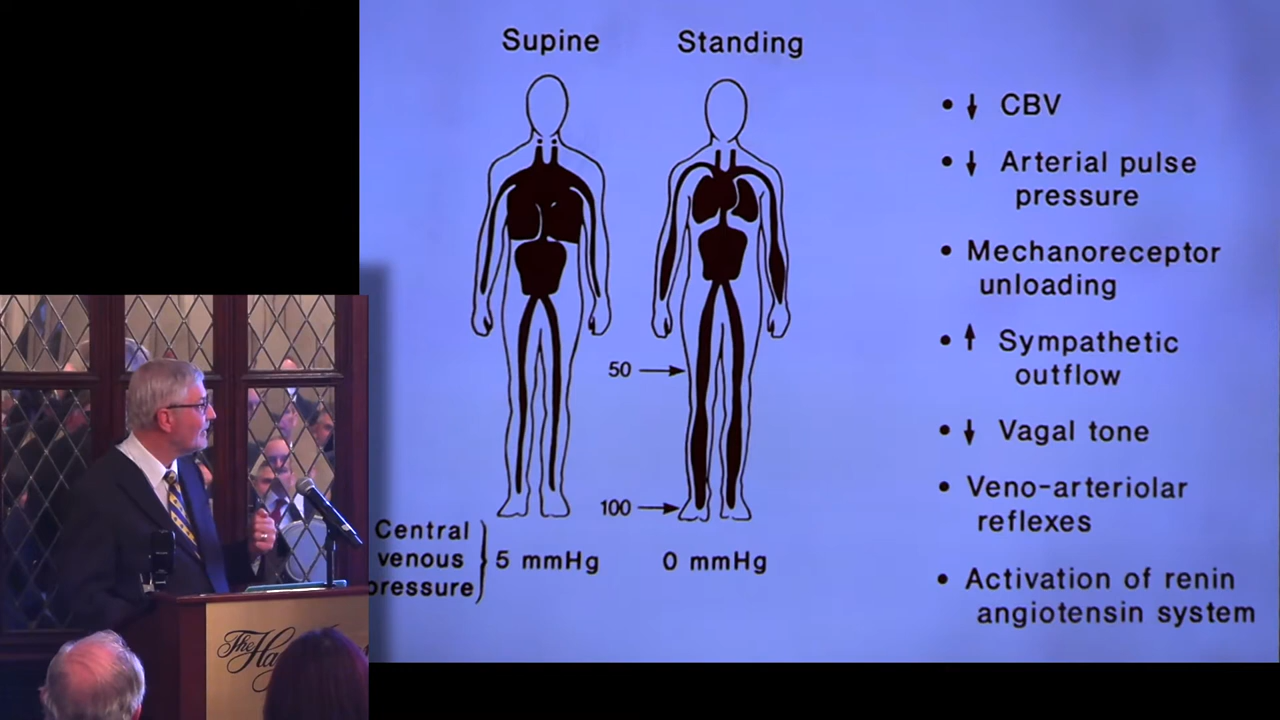 Supine
Standing
• ↓ CBV
• ↓ Arterial pulse
pressure
• Mechanoreceptor
unloading
• ↑ Sympathetic
outflow
• ↓ Vagal tone
• Veno-arteriolar
reflexes
• Activation of renin
angiotensin system
50
100
Central
venous
pressure
5 mmHg
0 mmHg
The